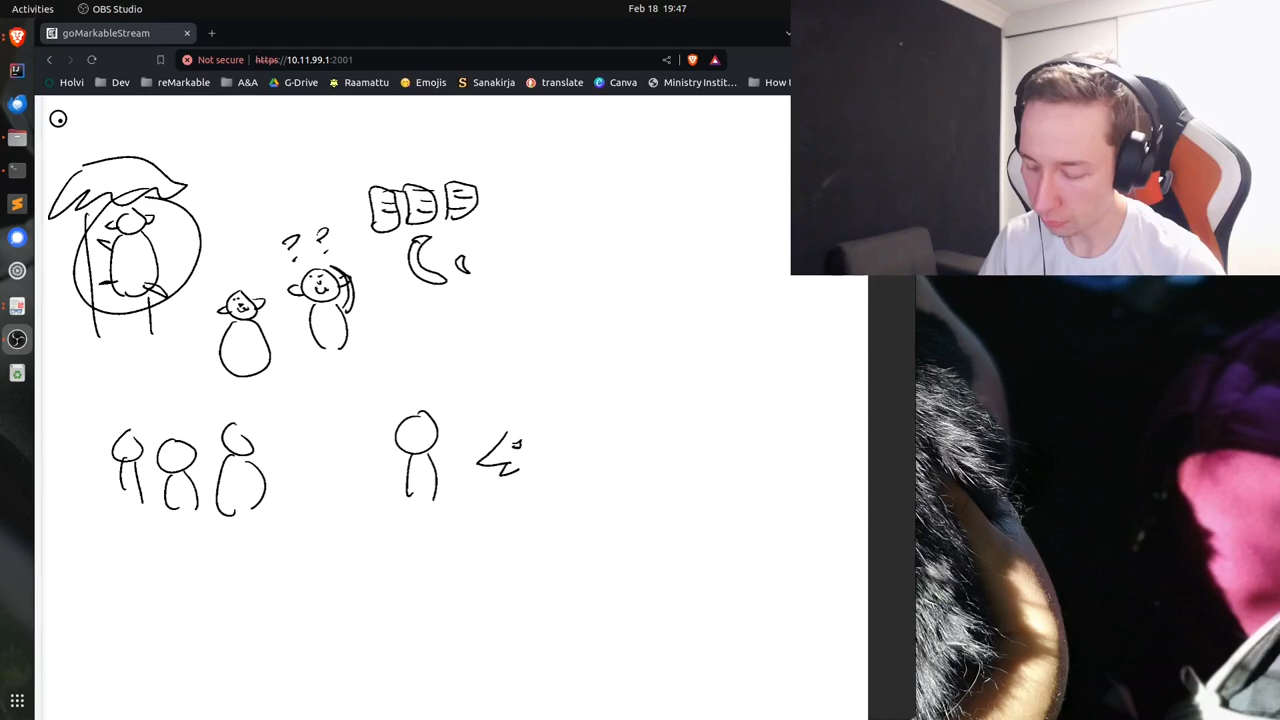 Activities
OBS Studio
Feb 18 19:47
goMarkableStream
Not secure
https://10.11.99.1:2001
Holvi
Dev
reMarkable
A&A
G-Drive
Raamattu
Emojis
Sanakirja
translate
Canva
Ministry Instit...
How t
? ?